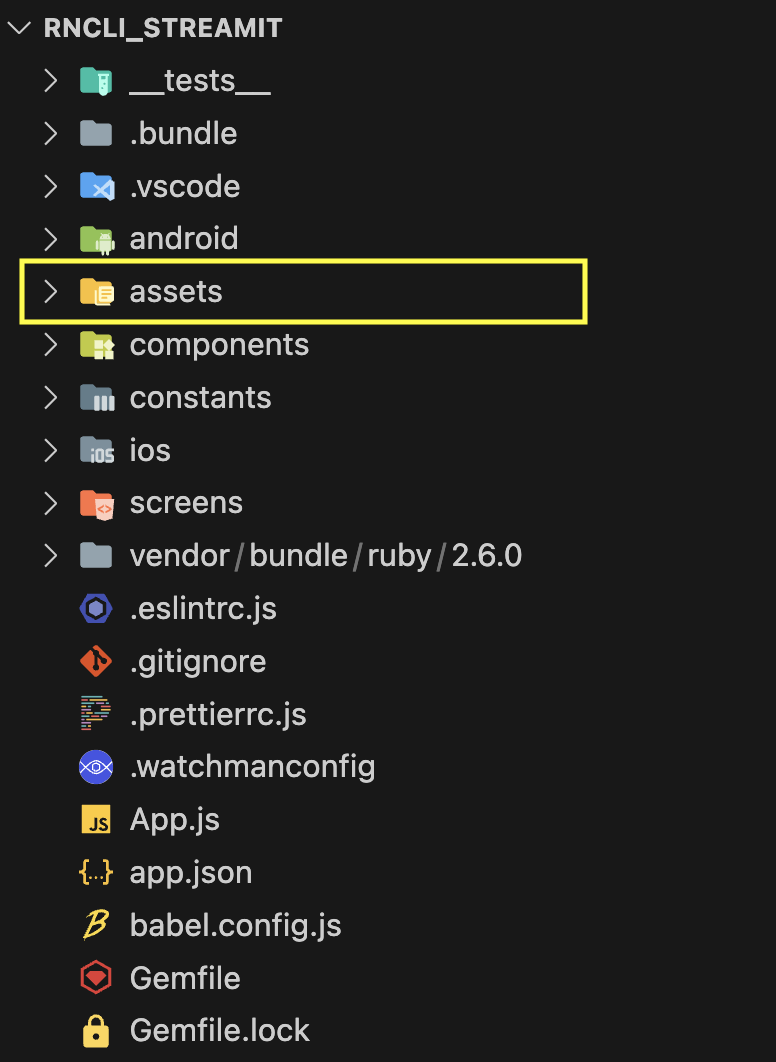 RNCLI_STREAMIT
__tests__
.bundle
.vscode
android
assets
components
constants
ios
screens
vendor/bundle/ruby/2.6.0
.eslintrc.js
.gitignore
.prettierrc.js
.watchmanconfig
App.js
app.json
babel.config.js
Gemfile
Gemfile.lock